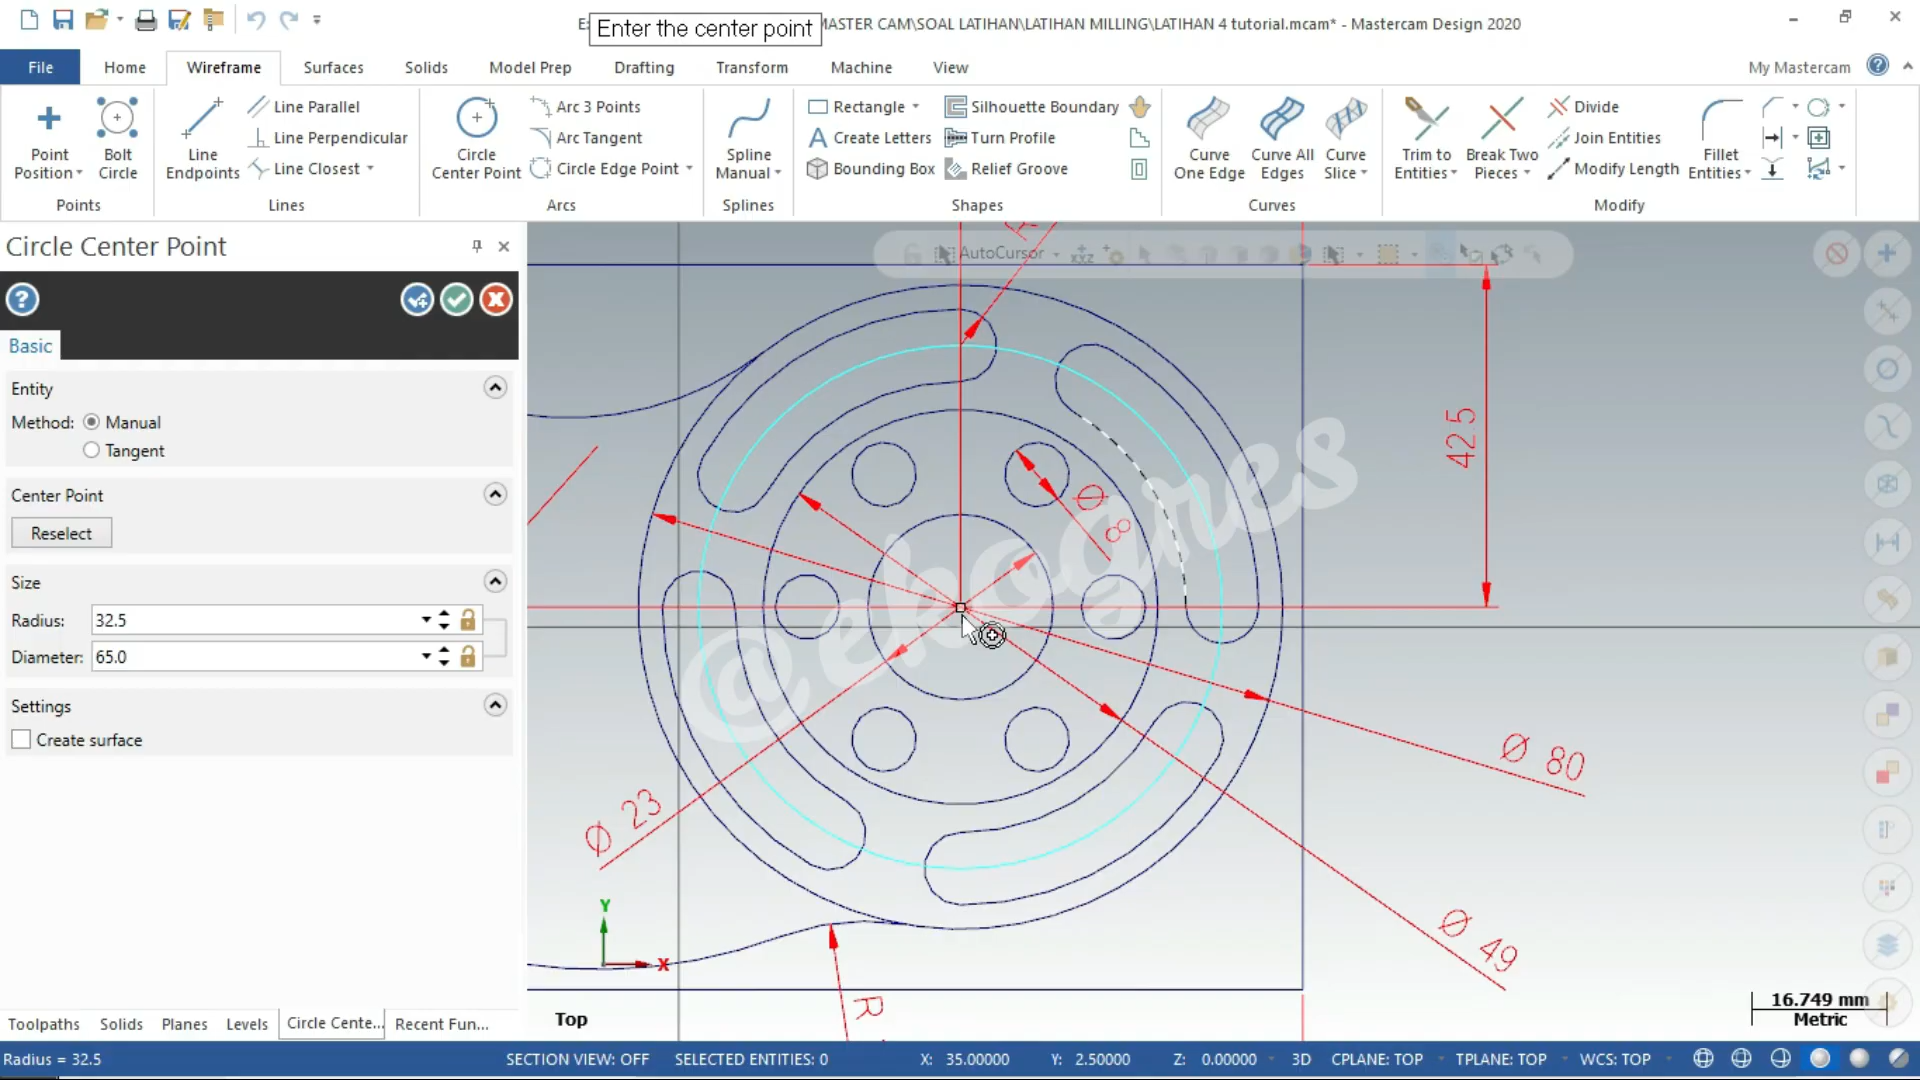 E
Enter the center point
MASTER CAM\SOAL LATIHAN\LATIHAN MILLING\LATIHAN 4 tutorial.mcam* - Mastercam Design 2020
File
Home
Wireframe
Surfaces
Solids
Model Prep
Drafting
Transform
Machine
View
My Mastercam
Point
Position
Bolt
Circle
Points
Line
Endpoints
Line Parallel
Line Perpendicular
Line Closest
Lines
Circle
Center Point
Arc 3 Points
Arc Tangent
Circle Edge Point
Arcs
Spline
Manual
Splines
Rectangle
Create Letters
Bounding Box
Silhouette Boundary
Turn Profile
Relief Groove
Shapes
Curve
One Edge
Curve All
Edges
Curve
Slice
Curves
Trim to
Entities
Break Two
Pieces
Divide
Join Entities
Modify Length
Fillet
Entities
Modify
Circle Center Point
Basic
Entity
Method:
Manual
Tangent
Center Point
Reselect
Size
Radius:
32.5
Diameter:
65.0
Settings
Create surface
AutoCursor
R
42.5
Ø 8
@ekogres
Ø 80
Ø 23
Ø 49
R
Y
X
Top
16.749 mm
Metric
Toolpaths
Solids
Planes
Levels
Circle Cente...
Recent Fun...
Radius = 32.5
SECTION VIEW: OFF
SELECTED ENTITIES: 0
X: 35.00000
Y: 2.50000
Z: 0.00000
3D
CPLANE: TOP
TPLANE: TOP
WCS: TOP